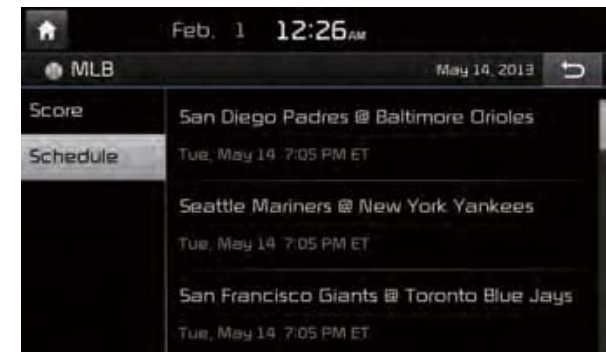 Feb. 1 12:26 AM
MLB May 14, 2013
Score
Schedule
San Diego Padres @ Baltimore Orioles
Tue, May 14 7:05 PM ET
Seattle Mariners @ New York Yankees
Tue, May 14 7:05 PM ET
San Francisco Giants @ Toronto Blue Jays
Tue, May 14 7:05 PM ET